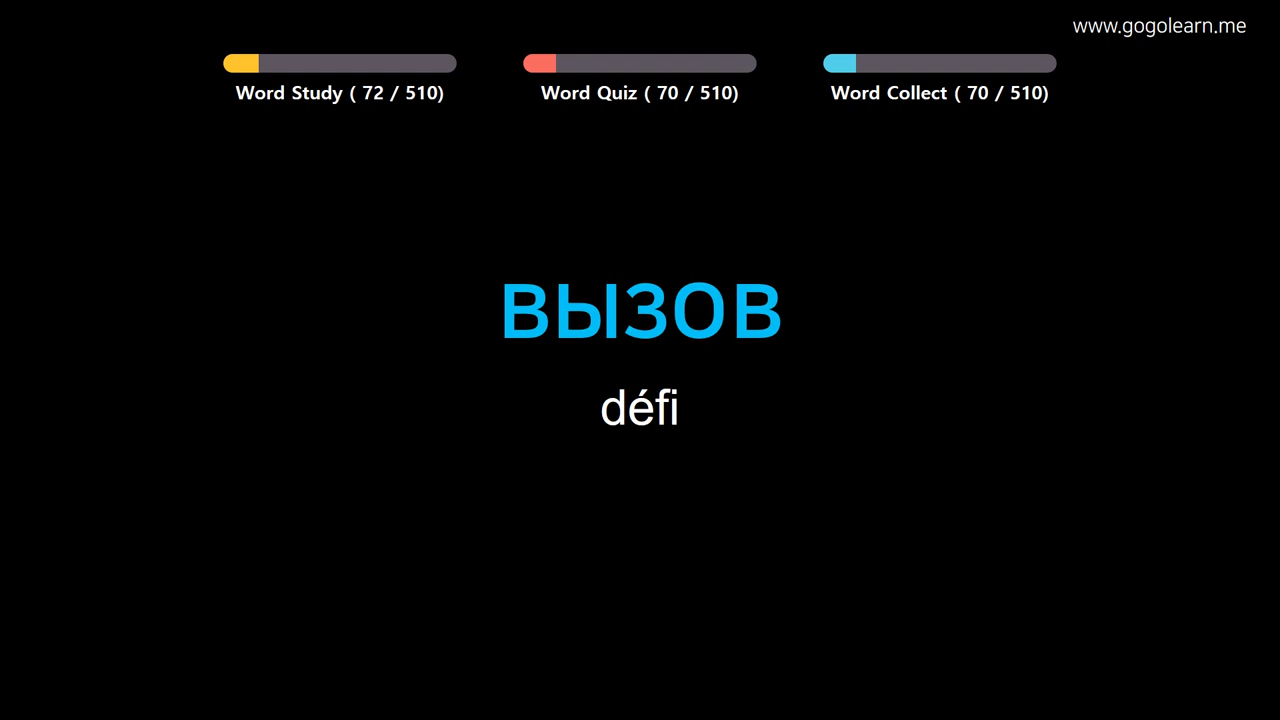 www.gogolearn.me
Word Study ( 72 / 510)
Word Quiz ( 70 / 510)
Word Collect ( 70 / 510)
вызов
défi